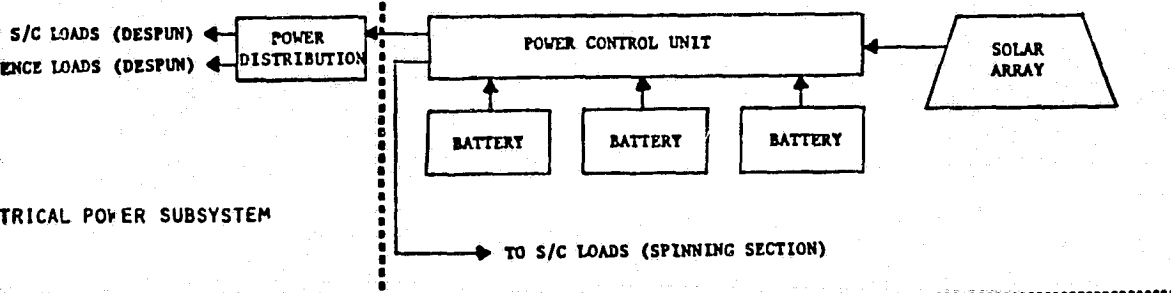 S/C LOADS (DESPUN)
ENCE LOADS (DESPUN)
POWER
DISTRIBUTION
POWER CONTROL UNIT
SOLAR
ARRAY
BATTERY
BATTERY
BATTERY
TRICAL POWER SUBSYSTEM
TO S/C LOADS (SPINNING SECTION)